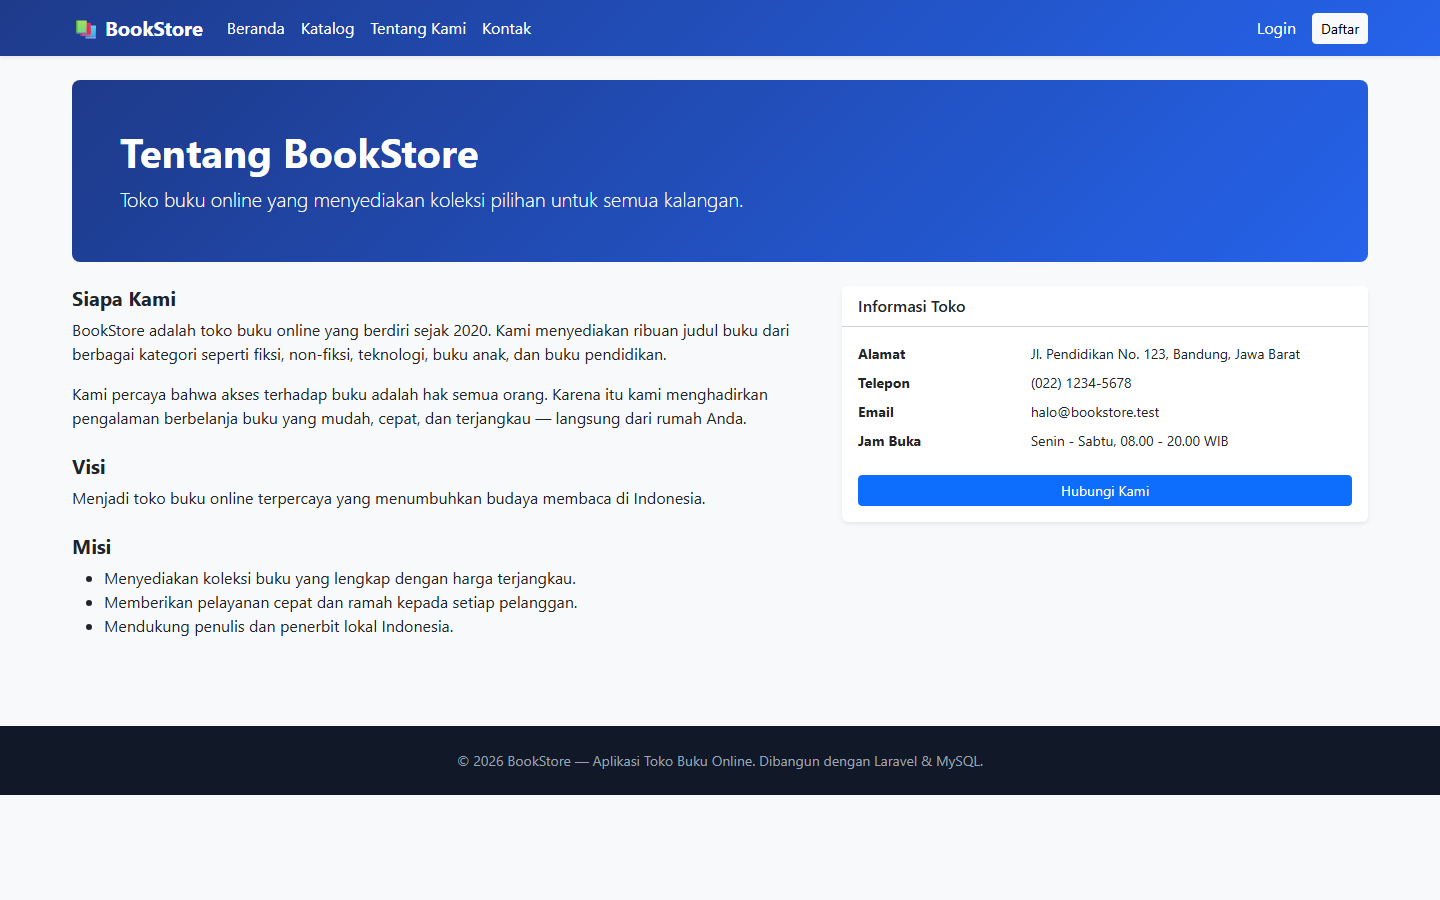 BookStore
Beranda
Katalog
Tentang Kami
Kontak
Login
Daftar
Tentang BookStore
Toko buku online yang menyediakan koleksi pilihan untuk semua kalangan.
Siapa Kami
BookStore adalah toko buku online yang berdiri sejak 2020. Kami menyediakan ribuan judul buku dari
berbagai kategori seperti fiksi, non-fiksi, teknologi, buku anak, dan buku pendidikan.
Kami percaya bahwa akses terhadap buku adalah hak semua orang. Karena itu kami menghadirkan
pengalaman berbelanja buku yang mudah, cepat, dan terjangkau — langsung dari rumah Anda.
Visi
Menjadi toko buku online terpercaya yang menumbuhkan budaya membaca di Indonesia.
Misi
• Menyediakan koleksi buku yang lengkap dengan harga terjangkau.
• Memberikan pelayanan cepat dan ramah kepada setiap pelanggan.
• Mendukung penulis dan penerbit lokal Indonesia.
Informasi Toko
Alamat Jl. Pendidikan No. 123, Bandung, Jawa Barat
Telepon (022) 1234-5678
Email halo@bookstore.test
Jam Buka Senin - Sabtu, 08.00 - 20.00 WIB
Hubungi Kami
© 2026 BookStore — Aplikasi Toko Buku Online. Dibangun dengan Laravel & MySQL.